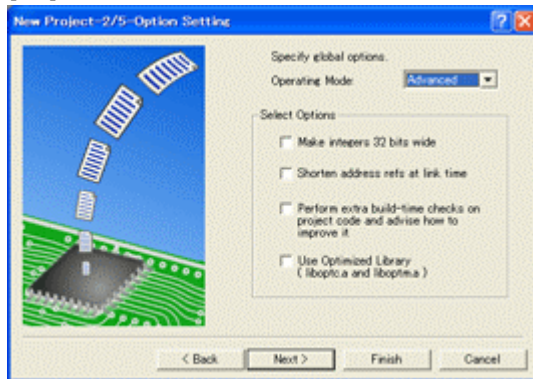 New Project-2/5-Option Setting
Specify global options.
Operating Mode:
Advanced
Select Options
Make integers 32 bits wide
Shorten address refs at link time
Perform extra build-time checks on
project code and advise how to
improve it
Use Optimized Library
( liboptc.a and liboptm.a )
< Back
Next >
Finish
Cancel